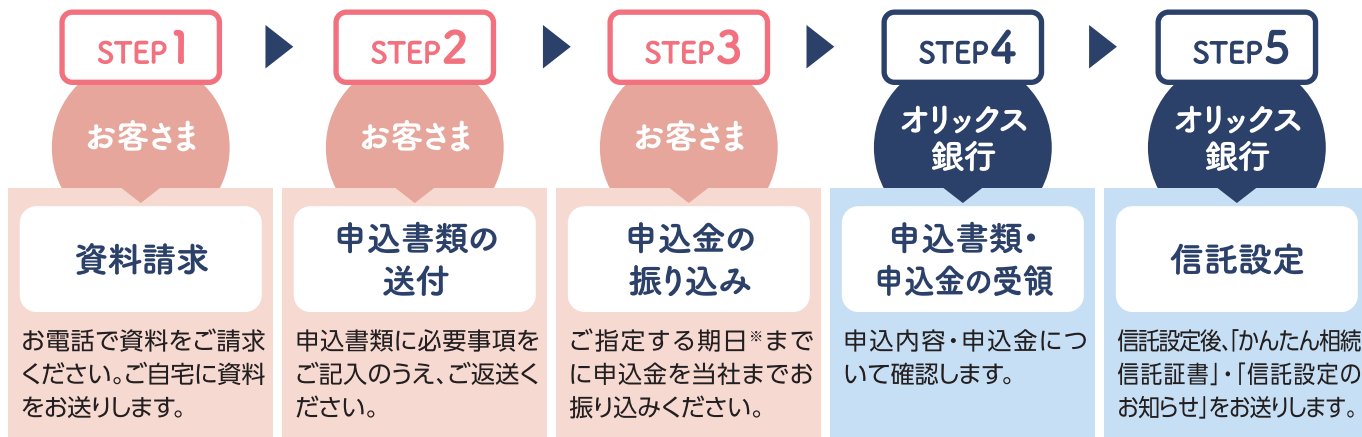 STEP1
お客さま
資料請求
お電話で資料をご請求
ください。ご自宅に資料
をお送りします。
STEP2
お客さま
申込書類の
送付
申込書類に必要事項を
ご記入のうえ、ご返送く
ださい。
STEP3
お客さま
申込金の
振り込み
ご指定する期日※まで
に申込金を当社までお
振り込みください。
STEP4
オリックス
銀行
申込書類・
申込金の受領
申込内容・申込金につ
いて確認します。
STEP5
オリックス
銀行
信託設定
信託設定後、「かんたん相続
信託証書」・「信託設定の
お知らせ」をお送りします。